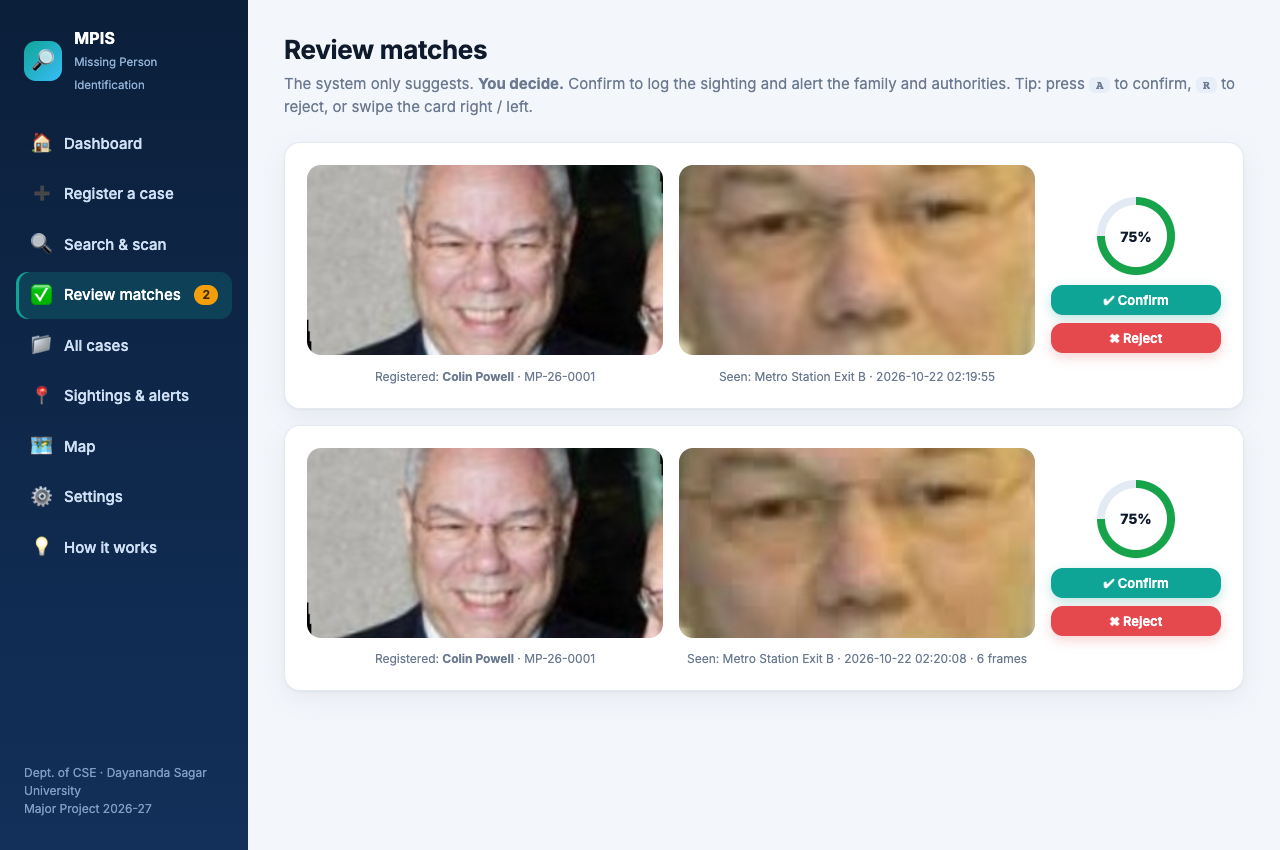 MPIS
Missing Person
Identification
Dashboard
Register a case
Search & scan
Review matches 2
All cases
Sightings & alerts
Map
Settings
How it works
Dept. of CSE · Dayananda Sagar
University
Major Project 2026-27
Review matches
The system only suggests. You decide. Confirm to log the sighting and alert the family and authorities. Tip: press A to confirm, R to
reject, or swipe the card right / left.
75%
✔ Confirm
✖ Reject
Registered: Colin Powell · MP-26-0001
Seen: Metro Station Exit B · 2026-10-22 02:19:55
75%
✔ Confirm
✖ Reject
Registered: Colin Powell · MP-26-0001
Seen: Metro Station Exit B · 2026-10-22 02:20:08 · 6 frames